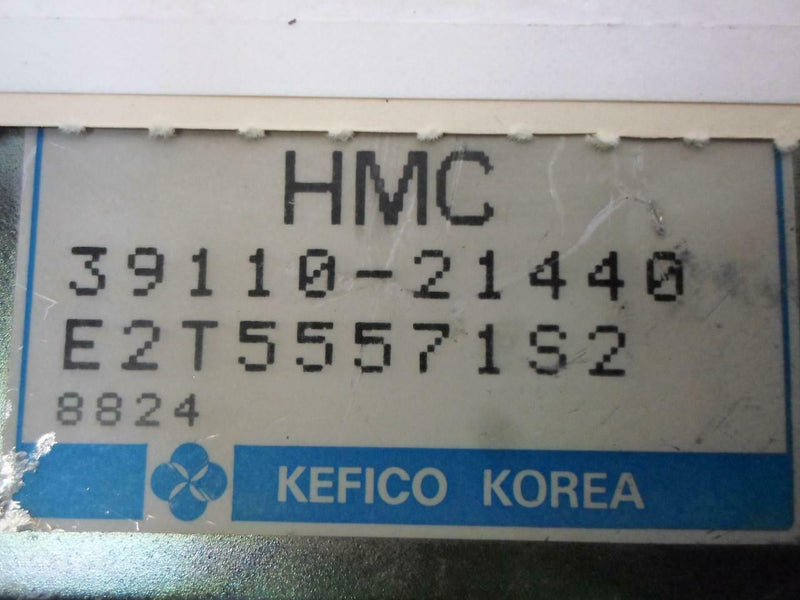 HMC
39110-21440
E2T55571S2
8824
KEFICO KOREA